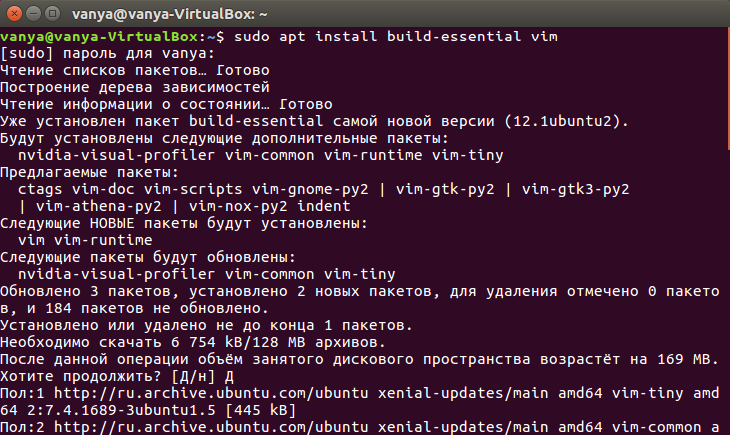 vanya@vanya-VirtualBox: ~
vanya@vanya-VirtualBox:~$ sudo apt install build-essential vim
[sudo] пароль для vanya:
Чтение списков пакетов… Готово
Построение дерева зависимостей
Чтение информации о состоянии… Готово
Уже установлен пакет build-essential самой новой версии (12.1ubuntu2).
Будут установлены следующие дополнительные пакеты:
  nvidia-visual-profiler vim-common vim-runtime vim-tiny
Предлагаемые пакеты:
  ctags vim-doc vim-scripts vim-gnome-py2 | vim-gtk-py2 | vim-gtk3-py2
  | vim-athena-py2 | vim-nox-py2 indent
Следующие НОВЫЕ пакеты будут установлены:
  vim vim-runtime
Следующие пакеты будут обновлены:
  nvidia-visual-profiler vim-common vim-tiny
Обновлено 3 пакетов, установлено 2 новых пакетов, для удаления отмечено 0 пакето
в, и 184 пакетов не обновлено.
Установлено или удалено не до конца 1 пакетов.
Необходимо скачать 6 754 kB/128 MB архивов.
После данной операции объём занятого дискового пространства возрастёт на 169 MB.
Хотите продолжить? [Д/н] Д
Пол:1 http://ru.archive.ubuntu.com/ubuntu xenial-updates/main amd64 vim-tiny amd
64 2:7.4.1689-3ubuntu1.5 [445 kB]
Пол:2 http://ru.archive.ubuntu.com/ubuntu xenial-updates/main amd64 vim-common a